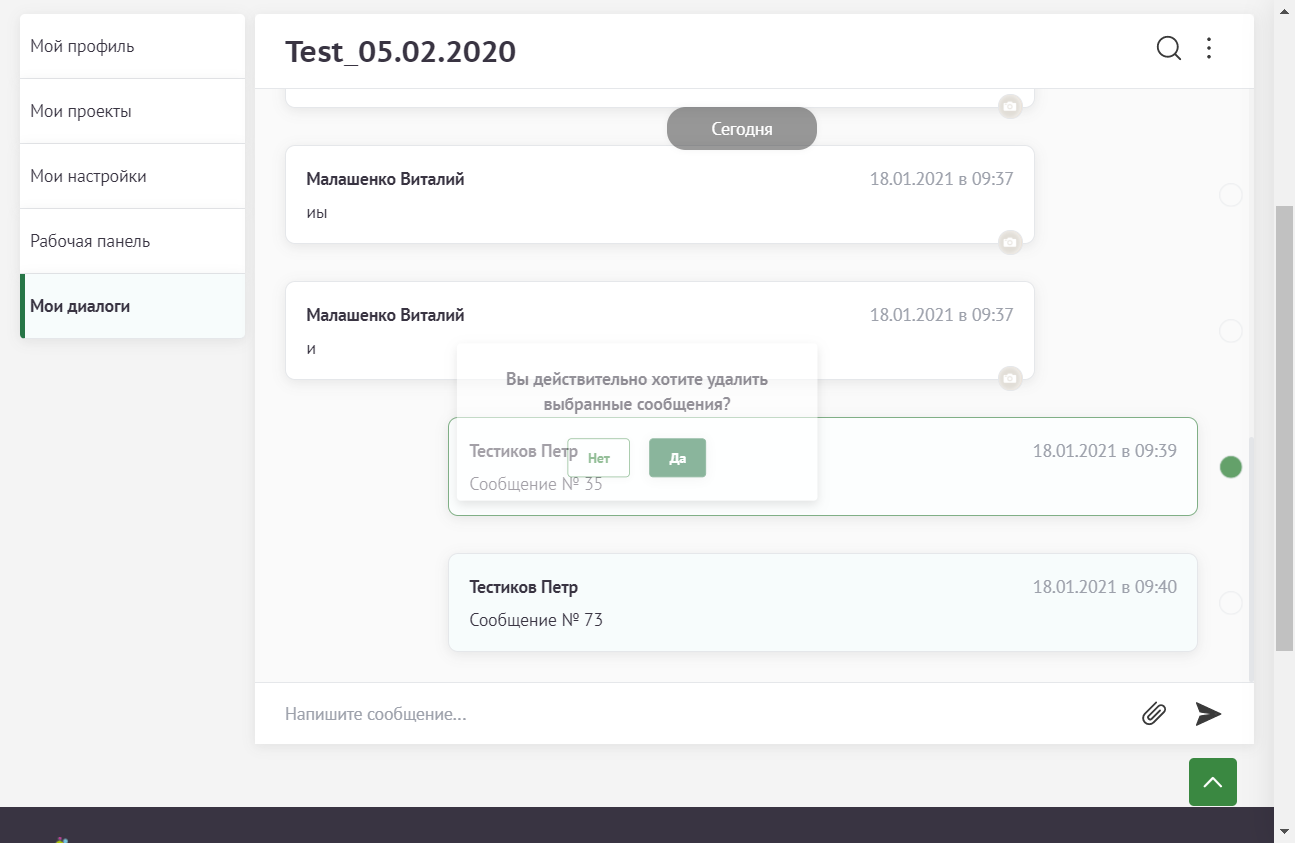 Мой профиль
Мои проекты
Мои настройки
Рабочая панель
Мои диалоги
Test_05.02.2020
Сегодня
Малашенко Виталий 18.01.2021 в 09:37
иы
Малашенко Виталий 18.01.2021 в 09:37
и
Вы действительно хотите удалить
выбранные сообщения?
Нет Да
Тестиков Петр 18.01.2021 в 09:39
Сообщение № 35
Тестиков Петр 18.01.2021 в 09:40
Сообщение № 73
Напишите сообщение...